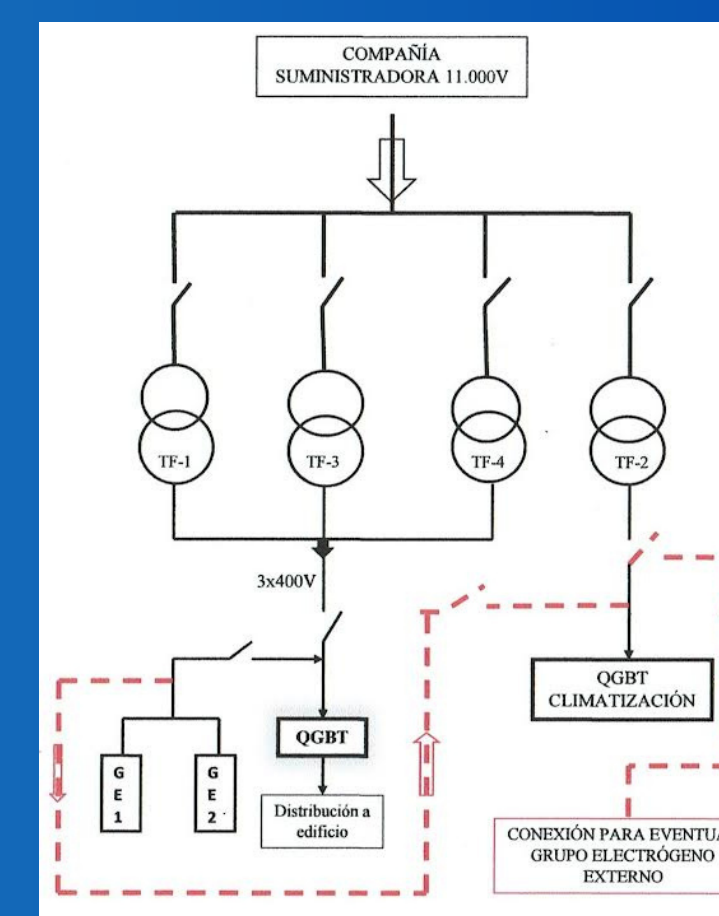 COMPAÑÍA
SUMINISTRADORA 11.000V
TF-1
TF-3
TF-4
TF-2
3x400V
QGBT
CLIMATIZACIÓN
QGBT
G
E
1
G
E
2
Distribución a
edificio
CONEXIÓN PARA EVENTUA
GRUPO ELECTRÓGENO
EXTERNO